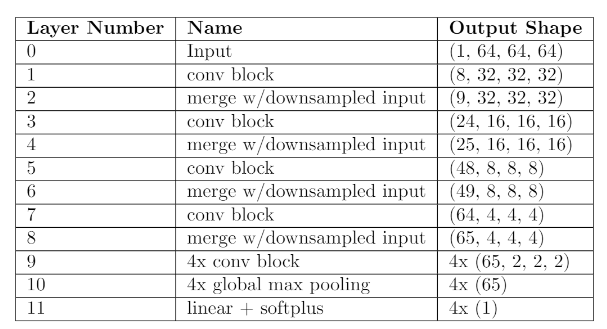 Layer Number Name Output Shape
0 Input (1, 64, 64, 64)
1 conv block (8, 32, 32, 32)
2 merge w/downsampled input (9, 32, 32, 32)
3 conv block (24, 16, 16, 16)
4 merge w/downsampled input (25, 16, 16, 16)
5 conv block (48, 8, 8, 8)
6 merge w/downsampled input (49, 8, 8, 8)
7 conv block (64, 4, 4, 4)
8 merge w/downsampled input (65, 4, 4, 4)
9 4x conv block 4x (65, 2, 2, 2)
10 4x global max pooling 4x (65)
11 linear + softplus 4x (1)